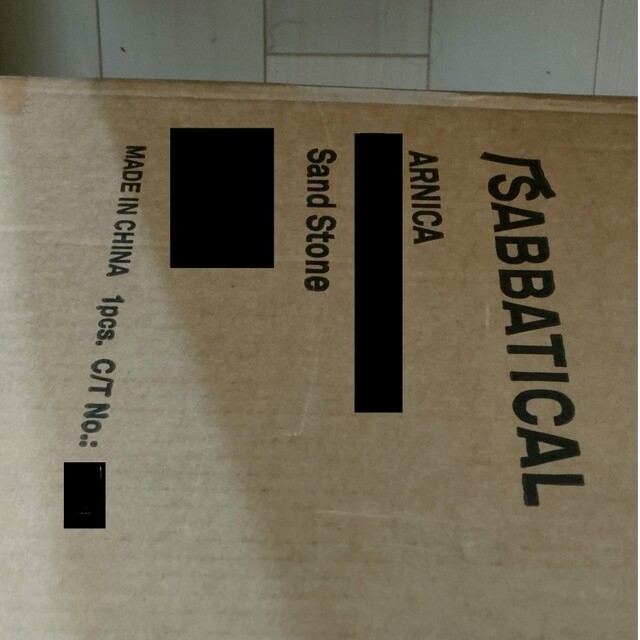 SABBATICAL
ARNICA
Sand Stone
MADE IN CHINA 1pcs. C/T No.: